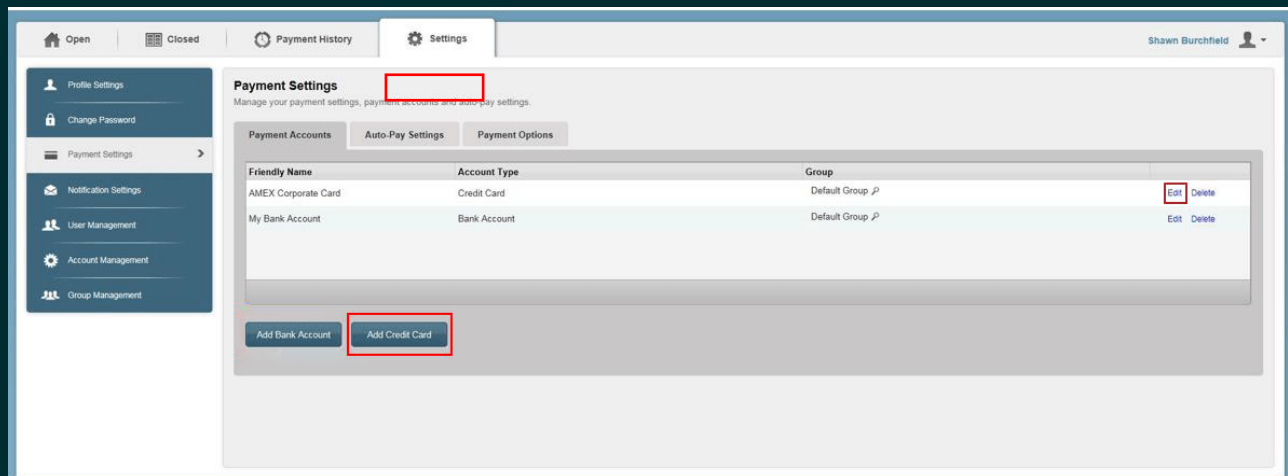 Open Closed Payment History Settings Shawn Burchfield
Profile Settings
Change Password
Payment Settings
Notification Settings
User Management
Account Management
Group Management
Payment Settings
Manage your payment settings, payment accounts and auto-pay settings.
Payment Accounts Auto-Pay Settings Payment Options
Friendly Name Account Type Group
AMEX Corporate Card Credit Card Default Group Edit Delete
My Bank Account Bank Account Default Group Edit Delete
Add Bank Account Add Credit Card